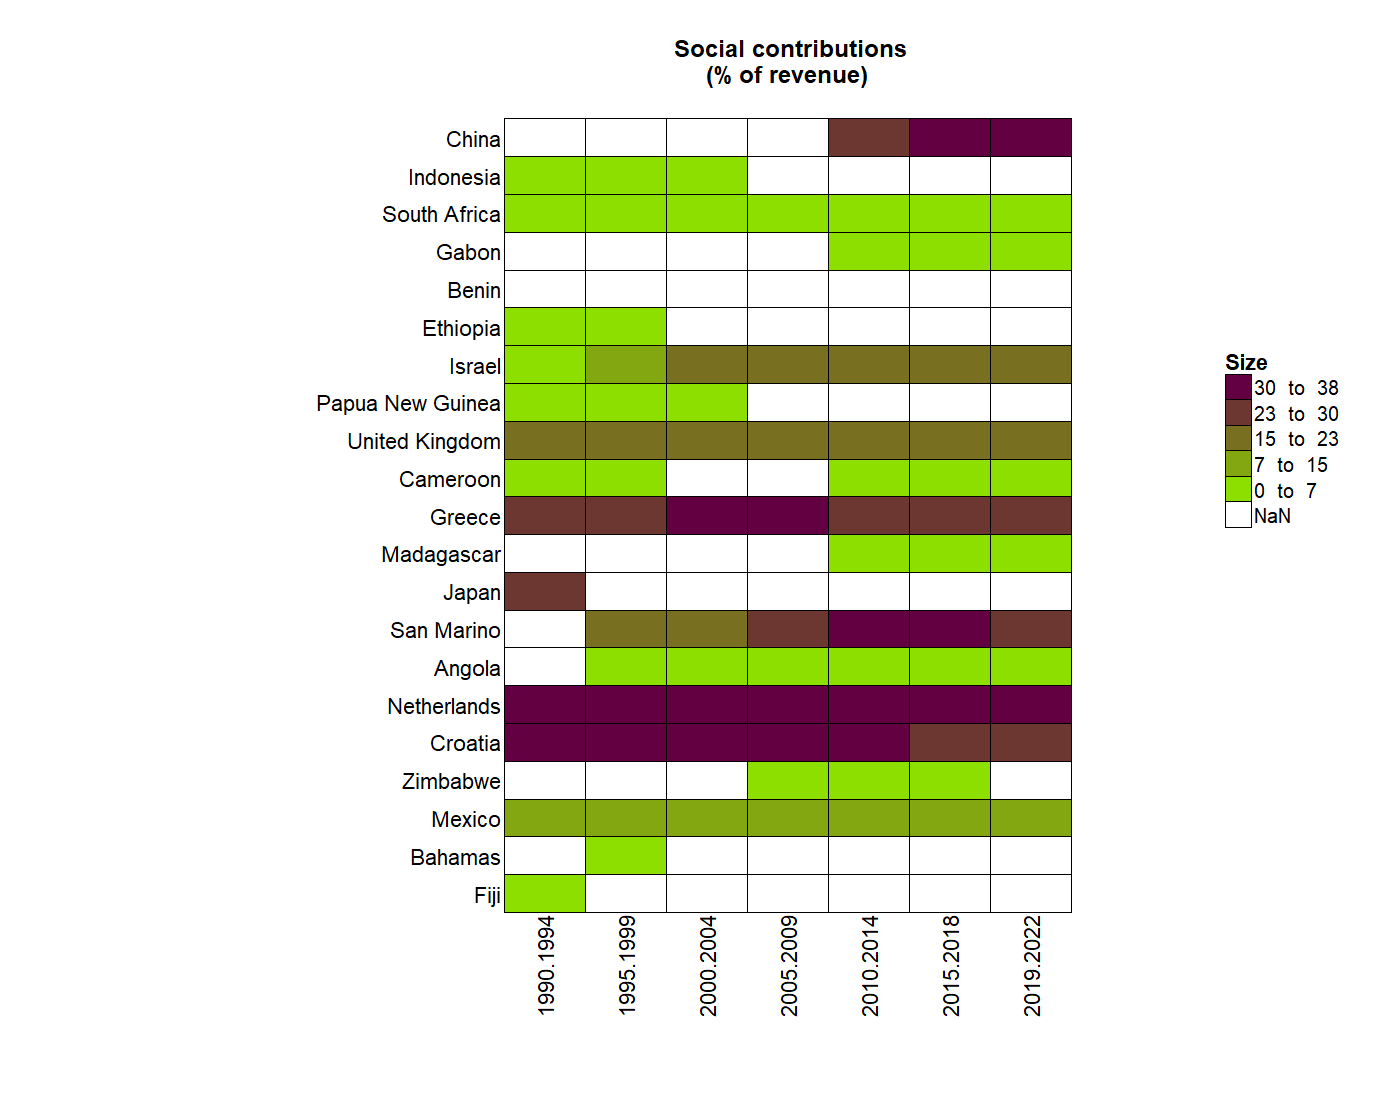 Social contributions
(% of revenue)
China
Indonesia
South Africa
Gabon
Benin
Ethiopia
Israel
Papua New Guinea
United Kingdom
Cameroon
Greece
Madagascar
Japan
San Marino
Angola
Netherlands
Croatia
Zimbabwe
Mexico
Bahamas
Fiji
1990.1994
1995.1999
2000.2004
2005.2009
2010.2014
2015.2018
2019.2022
Size
30 to 38
23 to 30
15 to 23
7 to 15
0 to 7
NaN